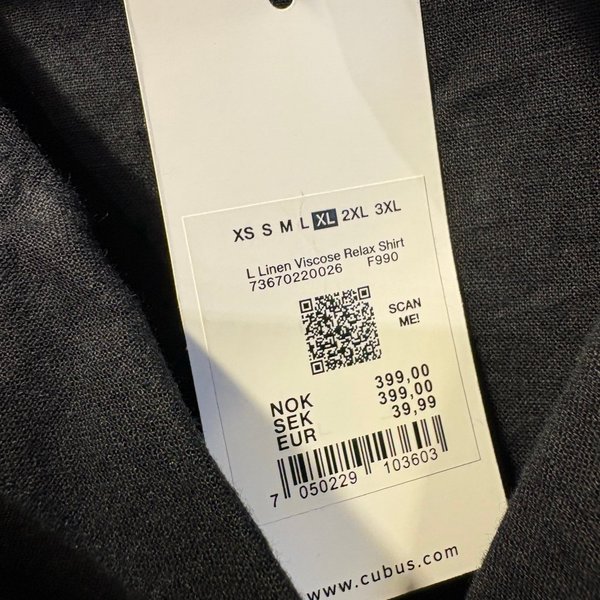 XS S M L XL 2XL 3XL
L Linen Viscose Relax Shirt
73670220026 F990
SCAN
ME!
NOK 399,00
SEK 399,00
EUR 39,99
7 050229 103603
www.cubus.com